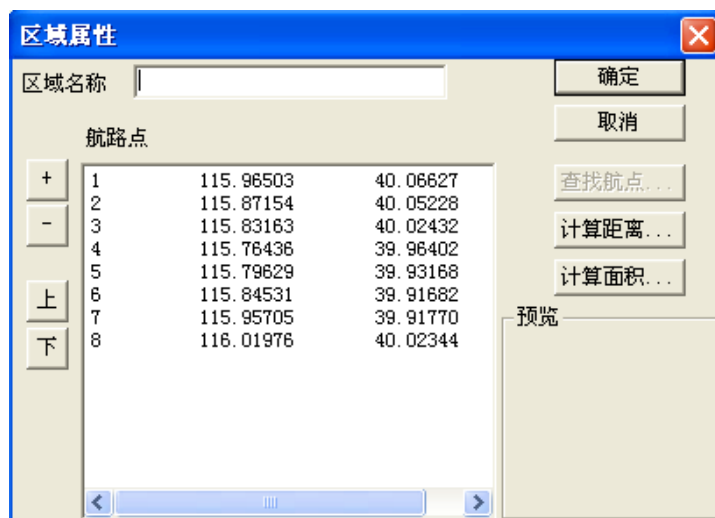 区域属性
区域名称
确定
取消
航路点
+
-
上
下
1 115.96503 40.06627
2 115.87154 40.05228
3 115.83163 40.02432
4 115.76436 39.96402
5 115.79629 39.93168
6 115.84531 39.91682
7 115.95705 39.91770
8 116.01976 40.02344
查找航点...
计算距离...
计算面积...
预览